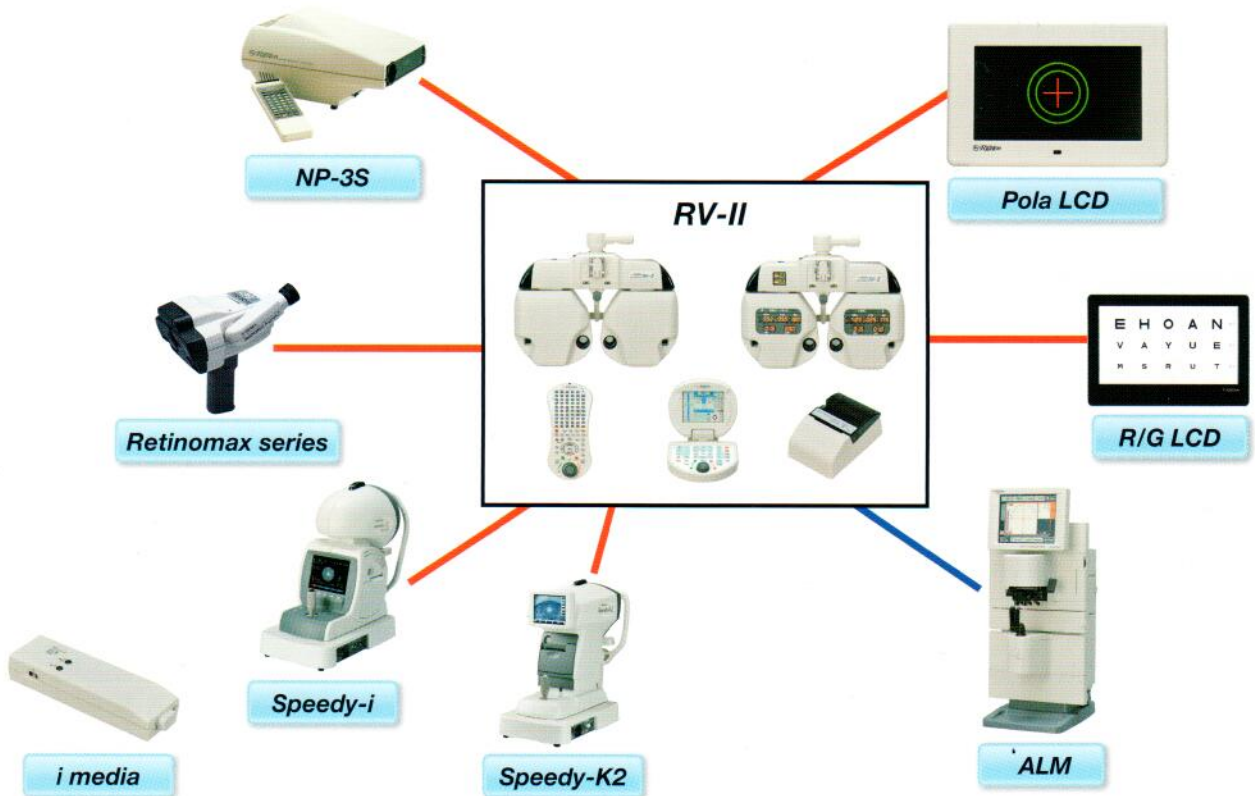 NP-3S
Pola LCD
RV-II
E H O A N
V A Y U E
M S R U T
Retinomax series
R/G LCD
Speedy-i
Speedy-K2
i media
ALM